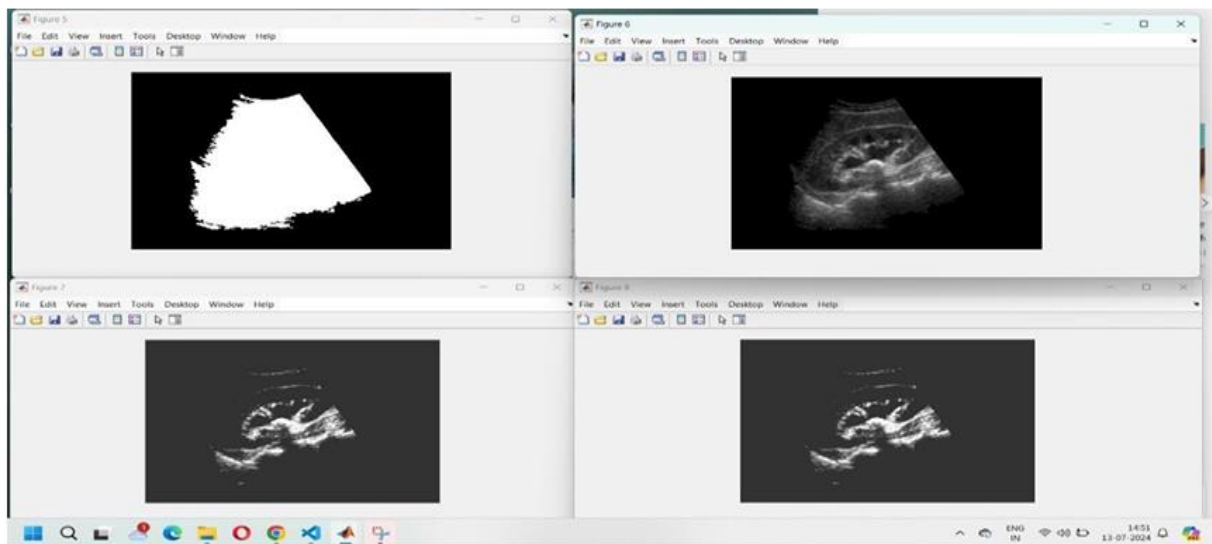 Figure 5
File Edit View Insert Tools Desktop Window Help
Figure 6
File Edit View Insert Tools Desktop Window Help
Figure 7
File Edit View Insert Tools Desktop Window Help
Figure 8
File Edit View Insert Tools Desktop Window Help
ENG
IN
14:51
13-07-2024